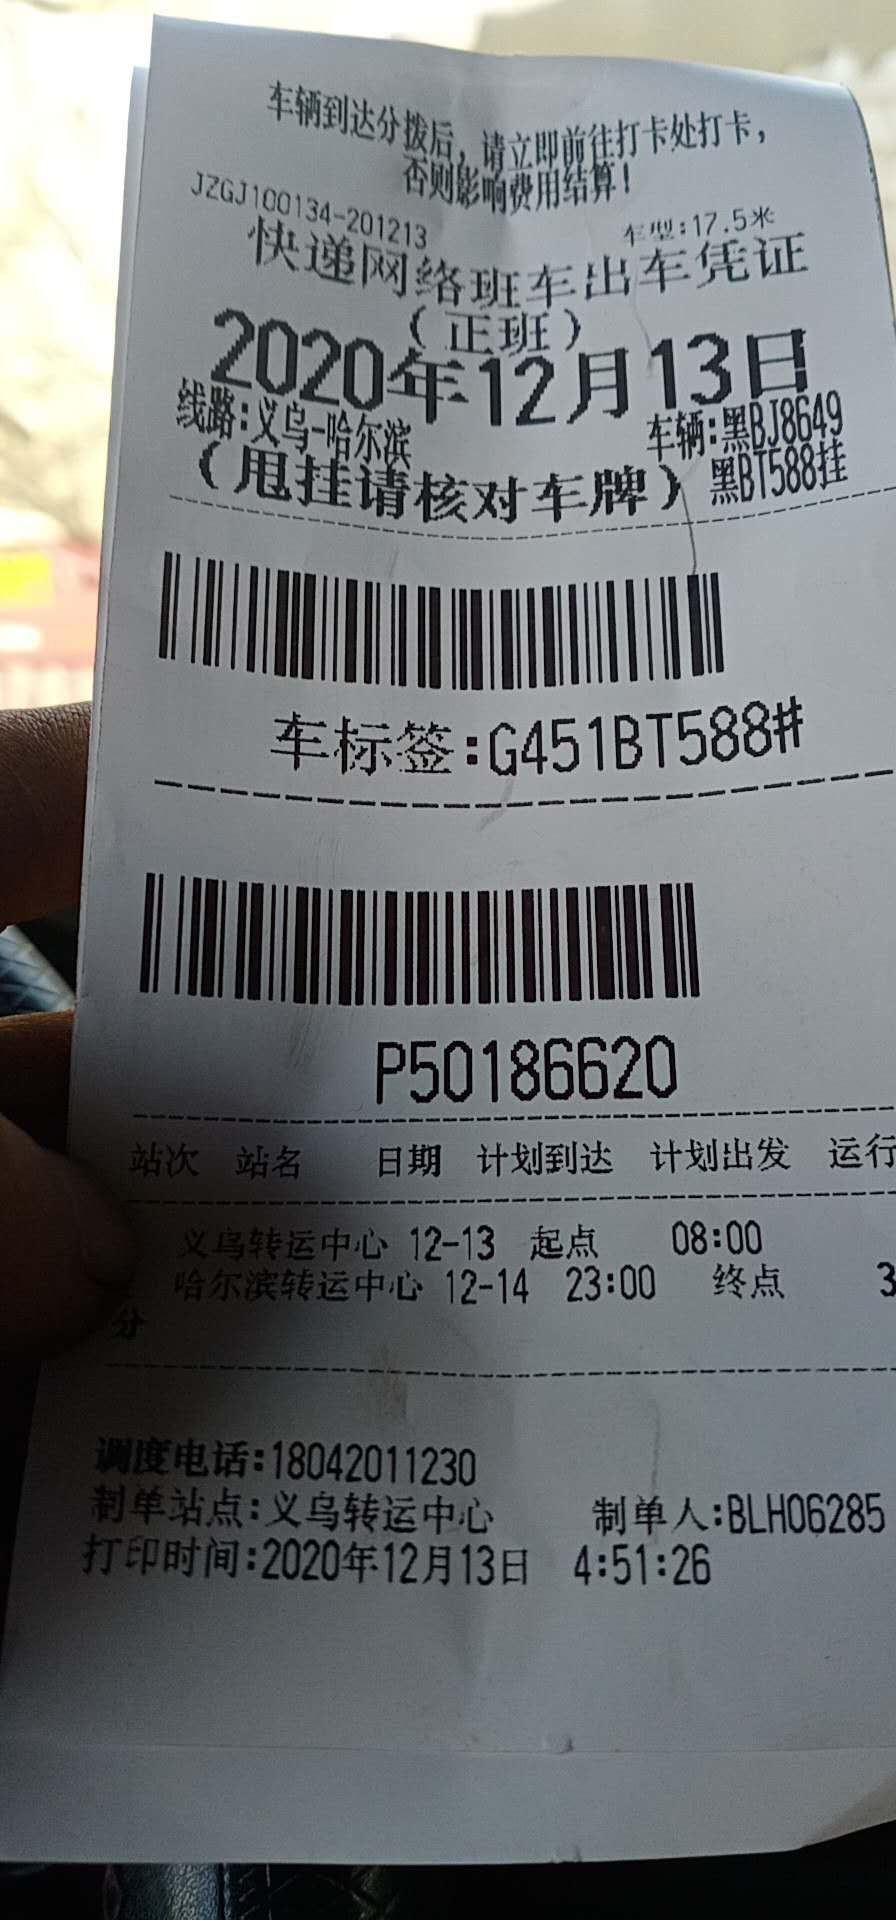 车辆到达分拨后，请立即前往打卡处打卡，
否则影响费用结算！
JZGJ100134-201213 车型:17.5米
快递网络班车出车凭证
（正班）
2020年12月13日
线路:义乌-哈尔滨 车辆:黑BJ8649
（甩挂请核对车牌） 黑BT588挂
车标签:G451BT588#
P50186620
站次 站名 日期 计划到达 计划出发 运行
义乌转运中心 12-13 起点 08:00
哈尔滨转运中心 12-14 23:00 终点 3
分
调度电话:18042011230
制单站点:义乌转运中心 制单人:BLH06285
打印时间:2020年12月13日 4:51:26